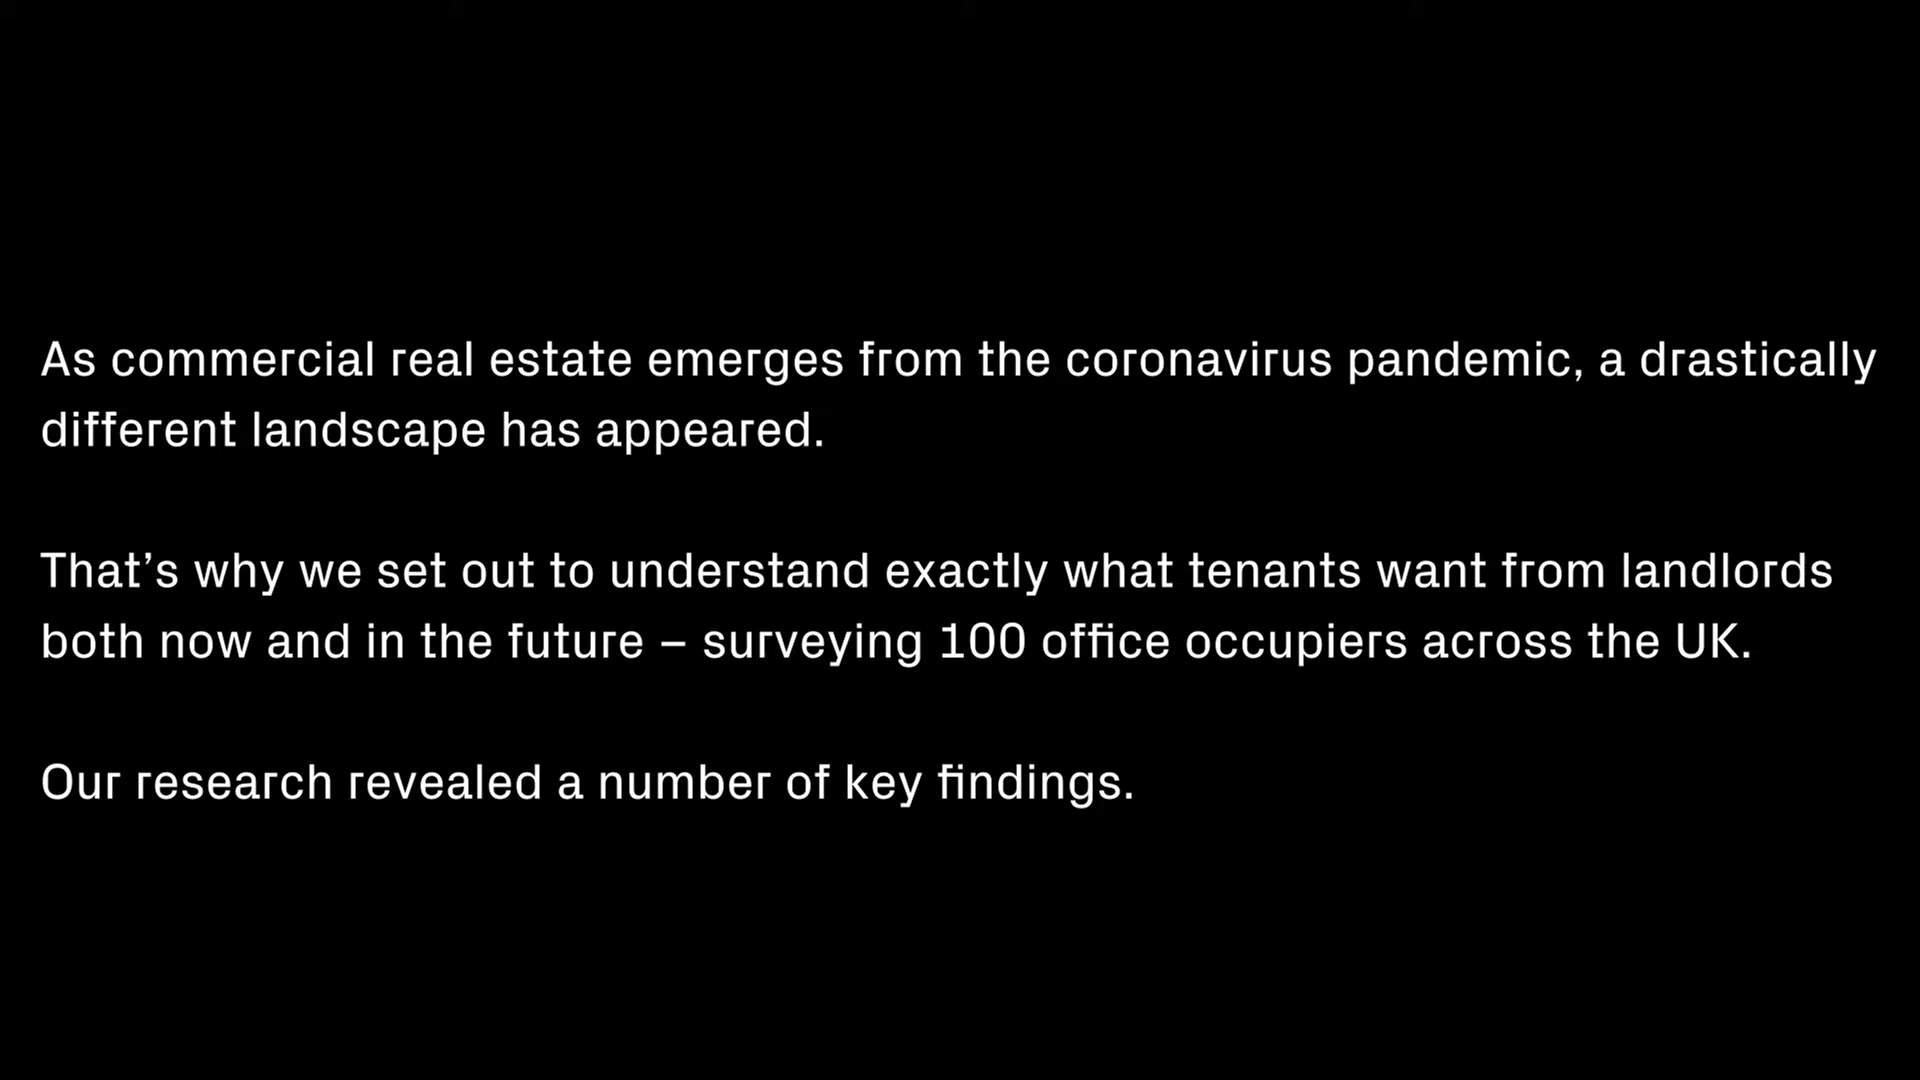 As commercial real estate emerges from the coronavirus pandemic, a drastically
different landscape has appeared.
That’s why we set out to understand exactly what tenants want from landlords
both now and in the future – surveying 100 office occupiers across the UK.
Our research revealed a number of key findings.